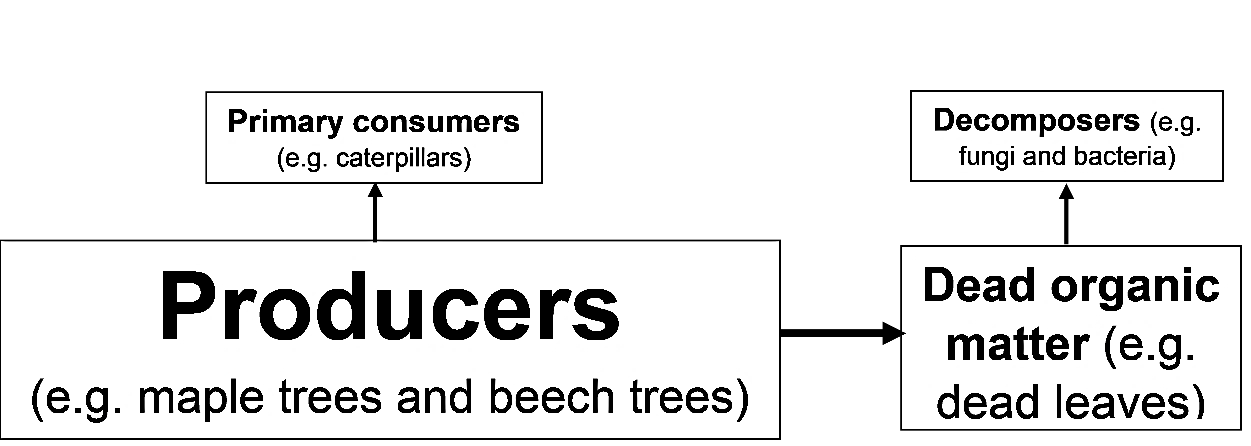 Primary consumers
(e.g. caterpillars)
Decomposers (e.g.
fungi and bacteria)
Producers
(e.g. maple trees and beech trees)
Dead organic
matter (e.g.
dead leaves)